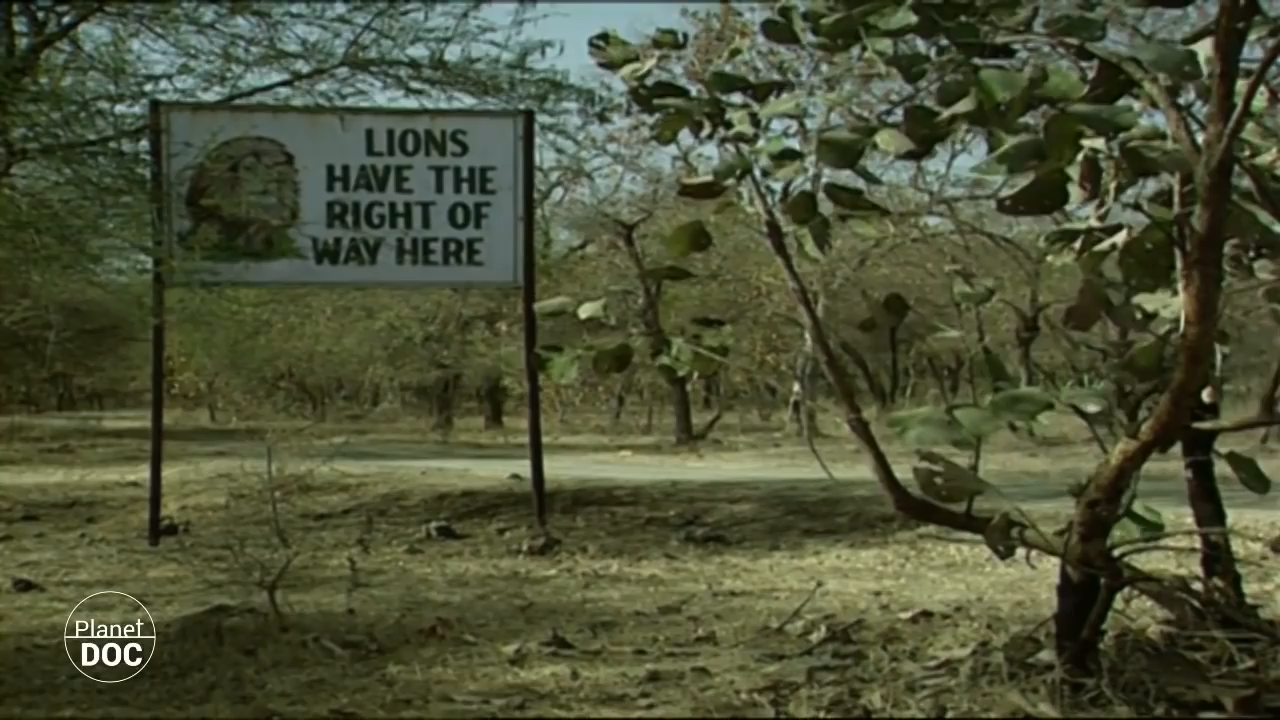 LIONS
HAVE THE
RIGHT OF
WAY HERE
Planet
DOC